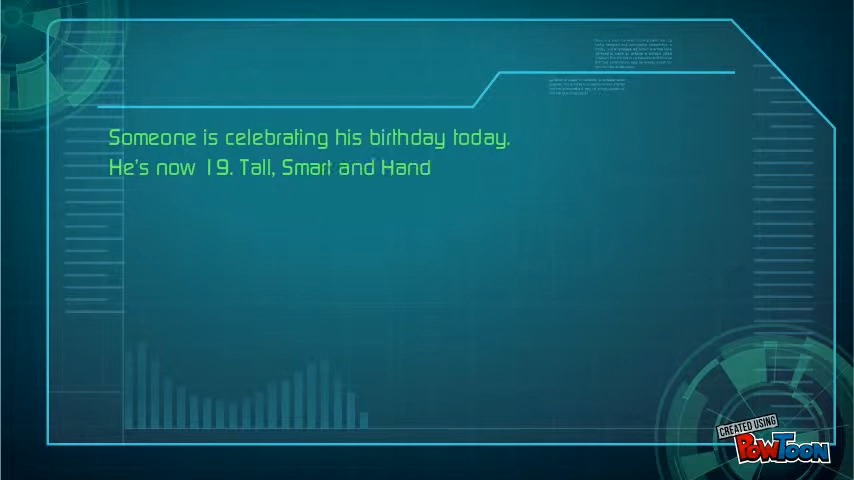 Someone is celebrating his birthday today.
He's now 19. Tall, Smart and Hand
CREATED USING
POWTOON